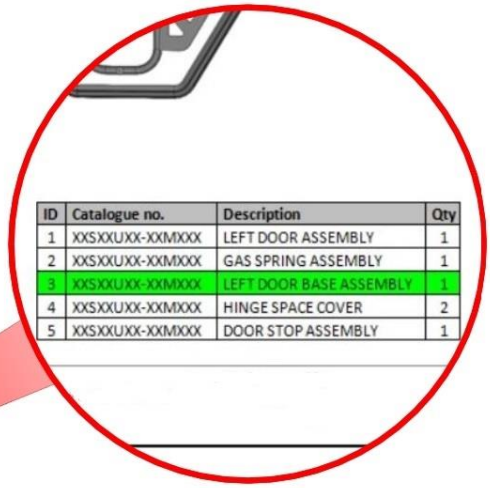 ID Catalogue no. Description Qty
1 XXSXXUXX-XXMXXX LEFT DOOR ASSEMBLY 1
2 XXSXXUXX-XXMXXX GAS SPRING ASSEMBLY 1
3 XXSXXUXX-XXMXXX LEFT DOOR BASE ASSEMBLY 1
4 XXSXXUXX-XXMXXX HINGE SPACE COVER 2
5 XXSXXUXX-XXMXXX DOOR STOP ASSEMBLY 1